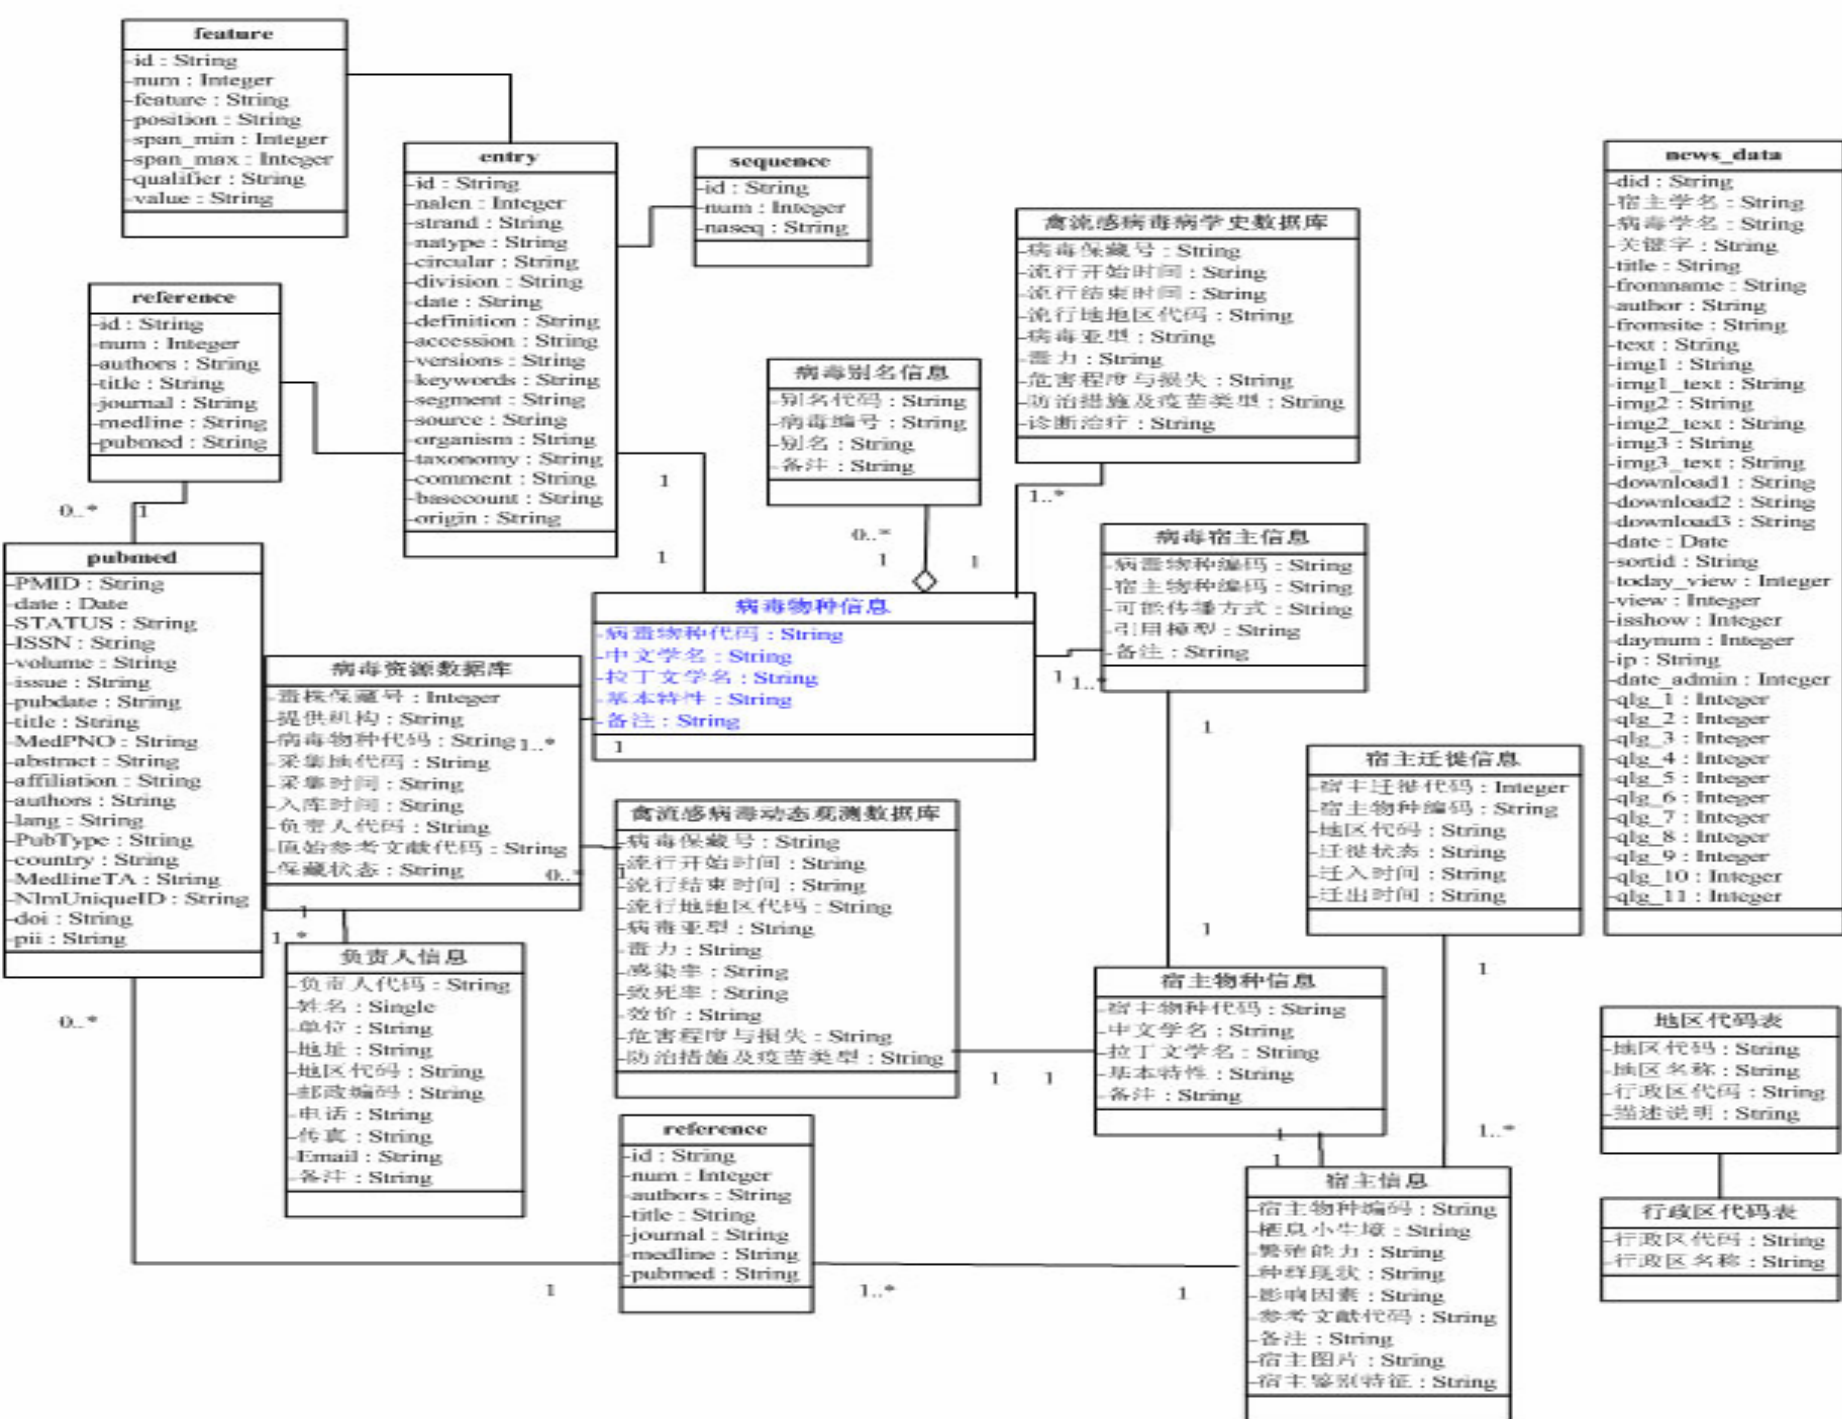 feature
-id : String
-num : Integer
-feature : String
-position : String
-span_min : Integer
-span_max : Integer
-qualifier : String
-value : String
entry
-id : String
-nalen : Integer
-strand : String
-natype : String
-circular : String
-division : String
-date : String
-definition : String
-accession : String
-versions : String
-keywords : String
-segment : String
-source : String
-organism : String
-taxonomy : String
-comment : String
-basecount : String
-origin : String
sequence
-id : String
-num : Integer
-naseq : String
reference
-id : String
-num : Integer
-authors : String
-title : String
-journal : String
-medline : String
-pubmed : String
0..*
1
pubmed
-PMID : String
-date : Date
-STATUS : String
-ISSN : String
-volume : String
-issue : String
-pubdate : String
-title : String
-MedPNO : String
-abstract : String
-affiliation : String
-authors : String
-lang : String
-PubType : String
-country : String
-MedlineTA : String
-NlmUniqueID : String
-doi : String
-pii : String
0..*
病毒别名信息
-别名代码 : String
-病毒编号 : String
-别名 : String
-备注 : String
0..*
1
1
1
1
禽流感病毒病学史数据库
-病毒保藏号 : String
-流行开始时间 : String
-流行结束时间 : String
-流行地地区代码 : String
-病毒亚型 : String
-毒力 : String
-危害程度与损失 : String
-防治措施及疫苗类型 : String
-诊断治疗 : String
1..*
病毒宿主信息
-病毒物种编码 : String
-宿主物种编码 : String
-可能传播方式 : String
-引用模型 : String
-备注 : String
1
1..*
1
1
病毒物种信息
-病毒物种代码 : String
-中文学名 : String
-拉丁文学名 : String
-基本特性 : String
-备注 : String
1
病毒资源数据库
-毒株保藏号 : Integer
-提供机构 : String
-病毒物种代码 : String
1..*
-采集地代码 : String
-采集时间 : String
-入库时间 : String
-负责人代码 : String
-原始参考文献代码 : String
-保藏状态 : String
0..*
1
1
1..*
负责人信息
-负责人代码 : String
-姓名 : Single
-单位 : String
-地址 : String
-地区代码 : String
-邮政编码 : String
-电话 : String
-传真 : String
-Email : String
-备注 : String
禽流感病毒动态观测数据库
-病毒保藏号 : String
-流行开始时间 : String
-流行结束时间 : String
-流行地地区代码 : String
-病毒亚型 : String
-毒力 : String
-感染率 : String
-致死率 : String
-效价 : String
-危害程度与损失 : String
-防治措施及疫苗类型 : String
1
1
reference
-id : String
-num : Integer
-authors : String
-title : String
-journal : String
-medline : String
-pubmed : String
1
1..*
1
宿主物种信息
-宿主物种代码 : String
-中文学名 : String
-拉丁文学名 : String
-基本特性 : String
-备注 : String
1
1
宿主迁徙信息
-宿主迁徙代码 : Integer
-宿主物种编码 : String
-地区代码 : String
-迁徙状态 : String
-迁入时间 : String
-迁出时间 : String
1
1..*
宿主信息
-宿主物种编码 : String
-栖息小生境 : String
-繁殖能力 : String
-种群现状 : String
-影响因素 : String
-参考文献代码 : String
-备注 : String
-宿主图片 : String
-宿主鉴别特征 : String
news_data
-did : String
-宿主学名 : String
-病毒学名 : String
-关键字 : String
-title : String
-fromname : String
-author : String
-fromsite : String
-text : String
-img1 : String
-img1_text : String
-img2 : String
-img2_text : String
-img3 : String
-img3_text : String
-download1 : String
-download2 : String
-download3 : String
-date : Date
-sortid : String
-today_view : Integer
-view : Integer
-isshow : Integer
-daynum : Integer
-ip : String
-date_admin : Integer
-qlg_1 : Integer
-qlg_2 : Integer
-qlg_3 : Integer
-qlg_4 : Integer
-qlg_5 : Integer
-qlg_6 : Integer
-qlg_7 : Integer
-qlg_8 : Integer
-qlg_9 : Integer
-qlg_10 : Integer
-qlg_11 : Integer
地区代码表
-地区代码 : String
-地区名称 : String
-行政区代码 : String
-描述说明 : String
行政区代码表
-行政区代码 : String
-行政区名称 : String